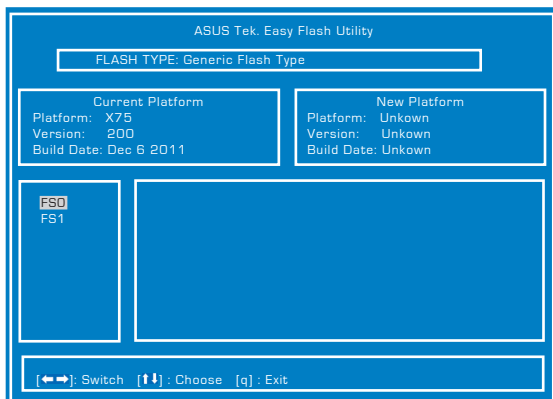 ASUS Tek. Easy Flash Utility
FLASH TYPE: Generic Flash Type
Current Platform
Platform: X75
Version: 200
Build Date: Dec 6 2011
New Platform
Platform: Unkown
Version: Unkown
Build Date: Unkown
FS0
FS1
[←→]: Switch [↑↓] : Choose [q] : Exit